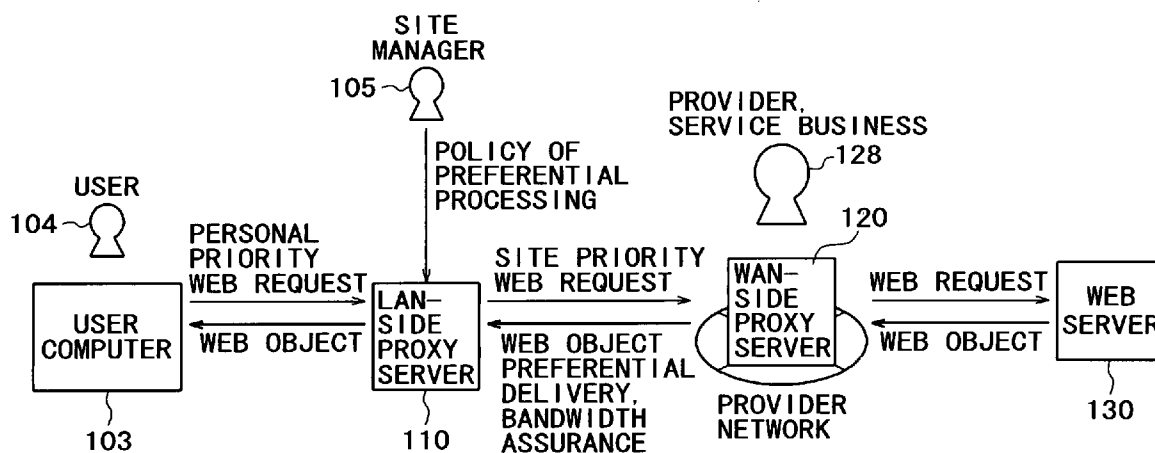 SITE
MANAGER
105
PROVIDER,
SERVICE BUSINESS
128
POLICY OF
PREFERENTIAL
PROCESSING
USER
104
120
PERSONAL
PRIORITY
WEB REQUEST
SITE PRIORITY
WEB REQUEST
WEB REQUEST
USER
COMPUTER
LAN-
SIDE
PROXY
SERVER
WAN-
SIDE
PROXY
SERVER
WEB
SERVER
WEB OBJECT
WEB OBJECT
PREFERENTIAL
DELIVERY,
BANDWIDTH
ASSURANCE
WEB OBJECT
103
110
PROVIDER
NETWORK
130